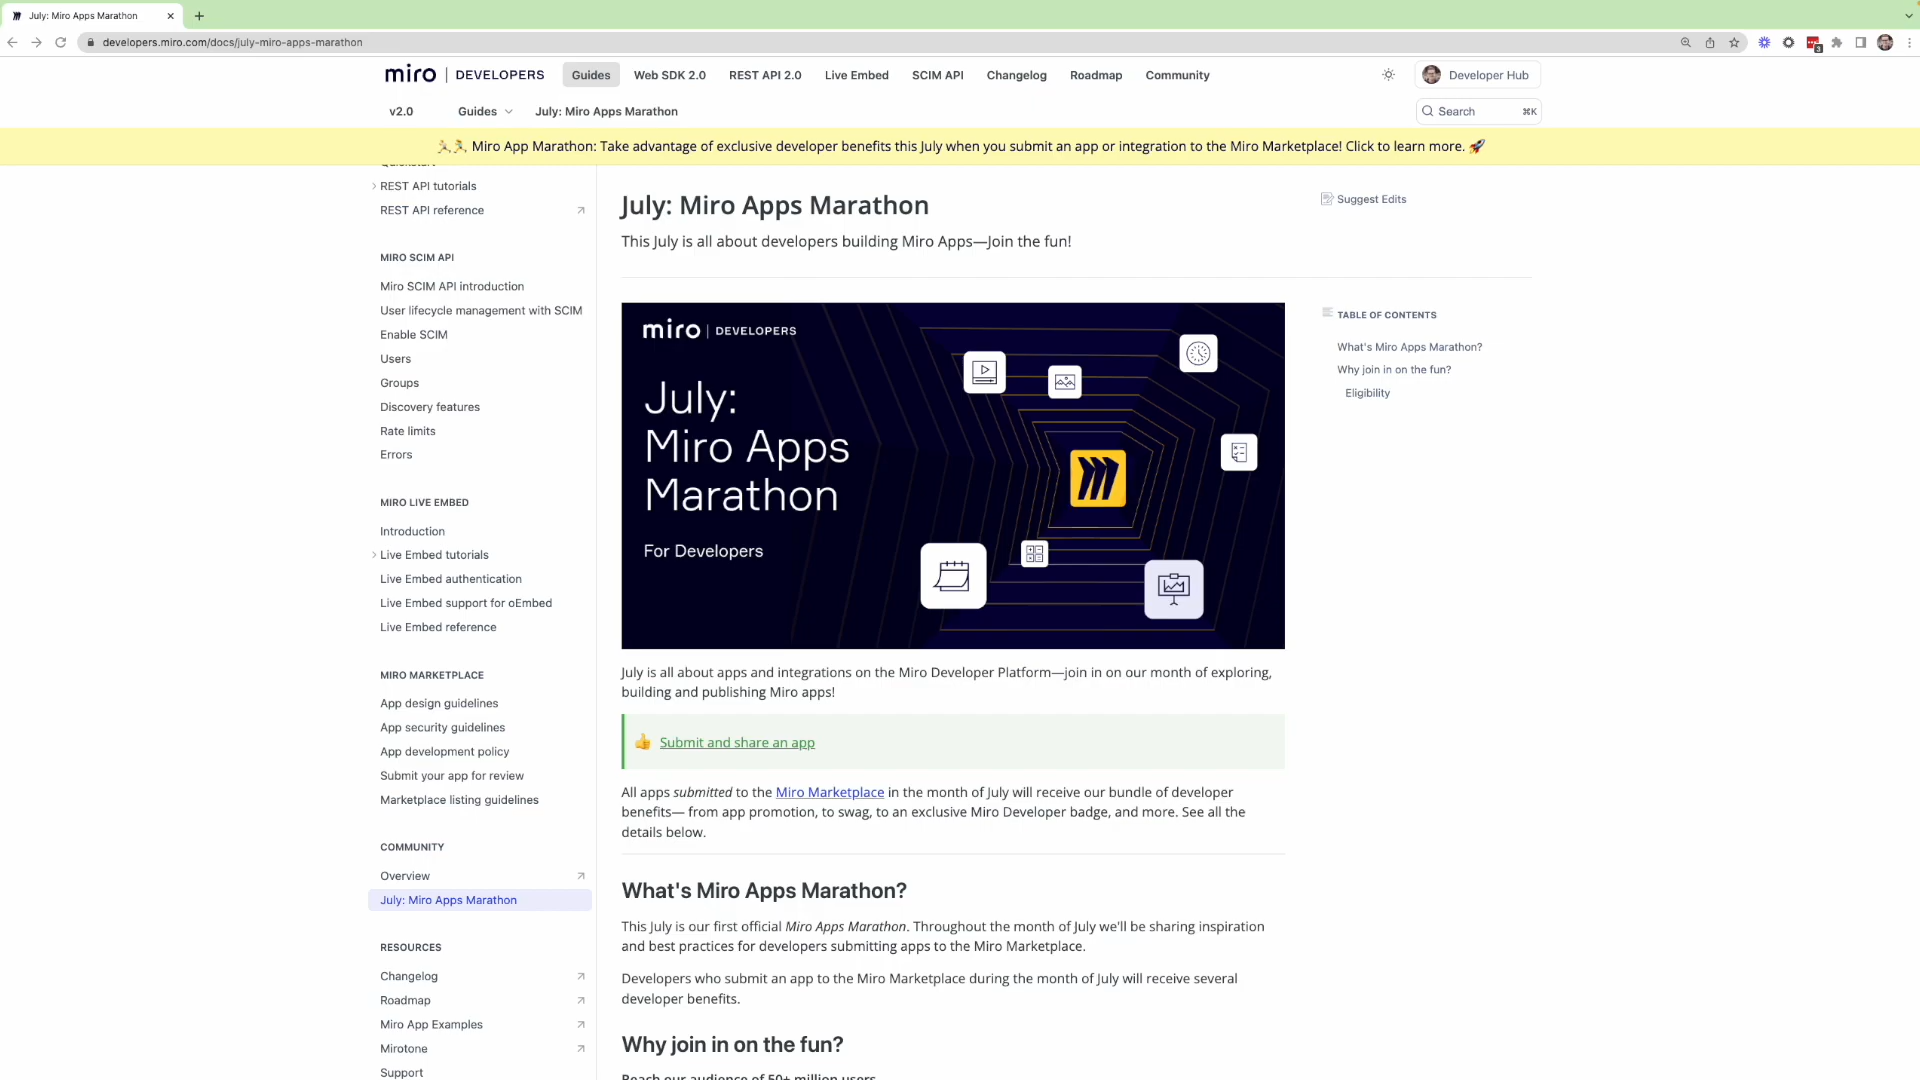 July: Miro Apps Marathon
developers.miro.com/docs/july-miro-apps-marathon
3
miro | DEVELOPERS
Guides
Web SDK 2.0
REST API 2.0
Live Embed
SCIM API
Changelog
Roadmap
Community
Developer Hub
v2.0
Guides
July: Miro Apps Marathon
Search
⌘K
🏃🏃 Miro App Marathon: Take advantage of exclusive developer benefits this July when you submit an app or integration to the Miro Marketplace! Click to learn more. 🚀
Quickstart
REST API tutorials
REST API reference
MIRO SCIM API
Miro SCIM API introduction
User lifecycle management with SCIM
Enable SCIM
Users
Groups
Discovery features
Rate limits
Errors
MIRO LIVE EMBED
Introduction
Live Embed tutorials
Live Embed authentication
Live Embed support for oEmbed
Live Embed reference
MIRO MARKETPLACE
App design guidelines
App security guidelines
App development policy
Submit your app for review
Marketplace listing guidelines
COMMUNITY
Overview
July: Miro Apps Marathon
RESOURCES
Changelog
Roadmap
Miro App Examples
Mirotone
Support
July: Miro Apps Marathon
This July is all about developers building Miro Apps—Join the fun!
miro | DEVELOPERS
July:
Miro Apps
Marathon
For Developers
July is all about apps and integrations on the Miro Developer Platform—join in on our month of exploring,
building and publishing Miro apps!
👍 Submit and share an app
All apps submitted to the Miro Marketplace in the month of July will receive our bundle of developer
benefits— from app promotion, to swag, to an exclusive Miro Developer badge, and more. See all the
details below.
What's Miro Apps Marathon?
This July is our first official Miro Apps Marathon. Throughout the month of July we'll be sharing inspiration
and best practices for developers submitting apps to the Miro Marketplace.
Developers who submit an app to the Miro Marketplace during the month of July will receive several
developer benefits.
Why join in on the fun?
Reach our audience of 50+ million users
Suggest Edits
TABLE OF CONTENTS
What's Miro Apps Marathon?
Why join in on the fun?
Eligibility